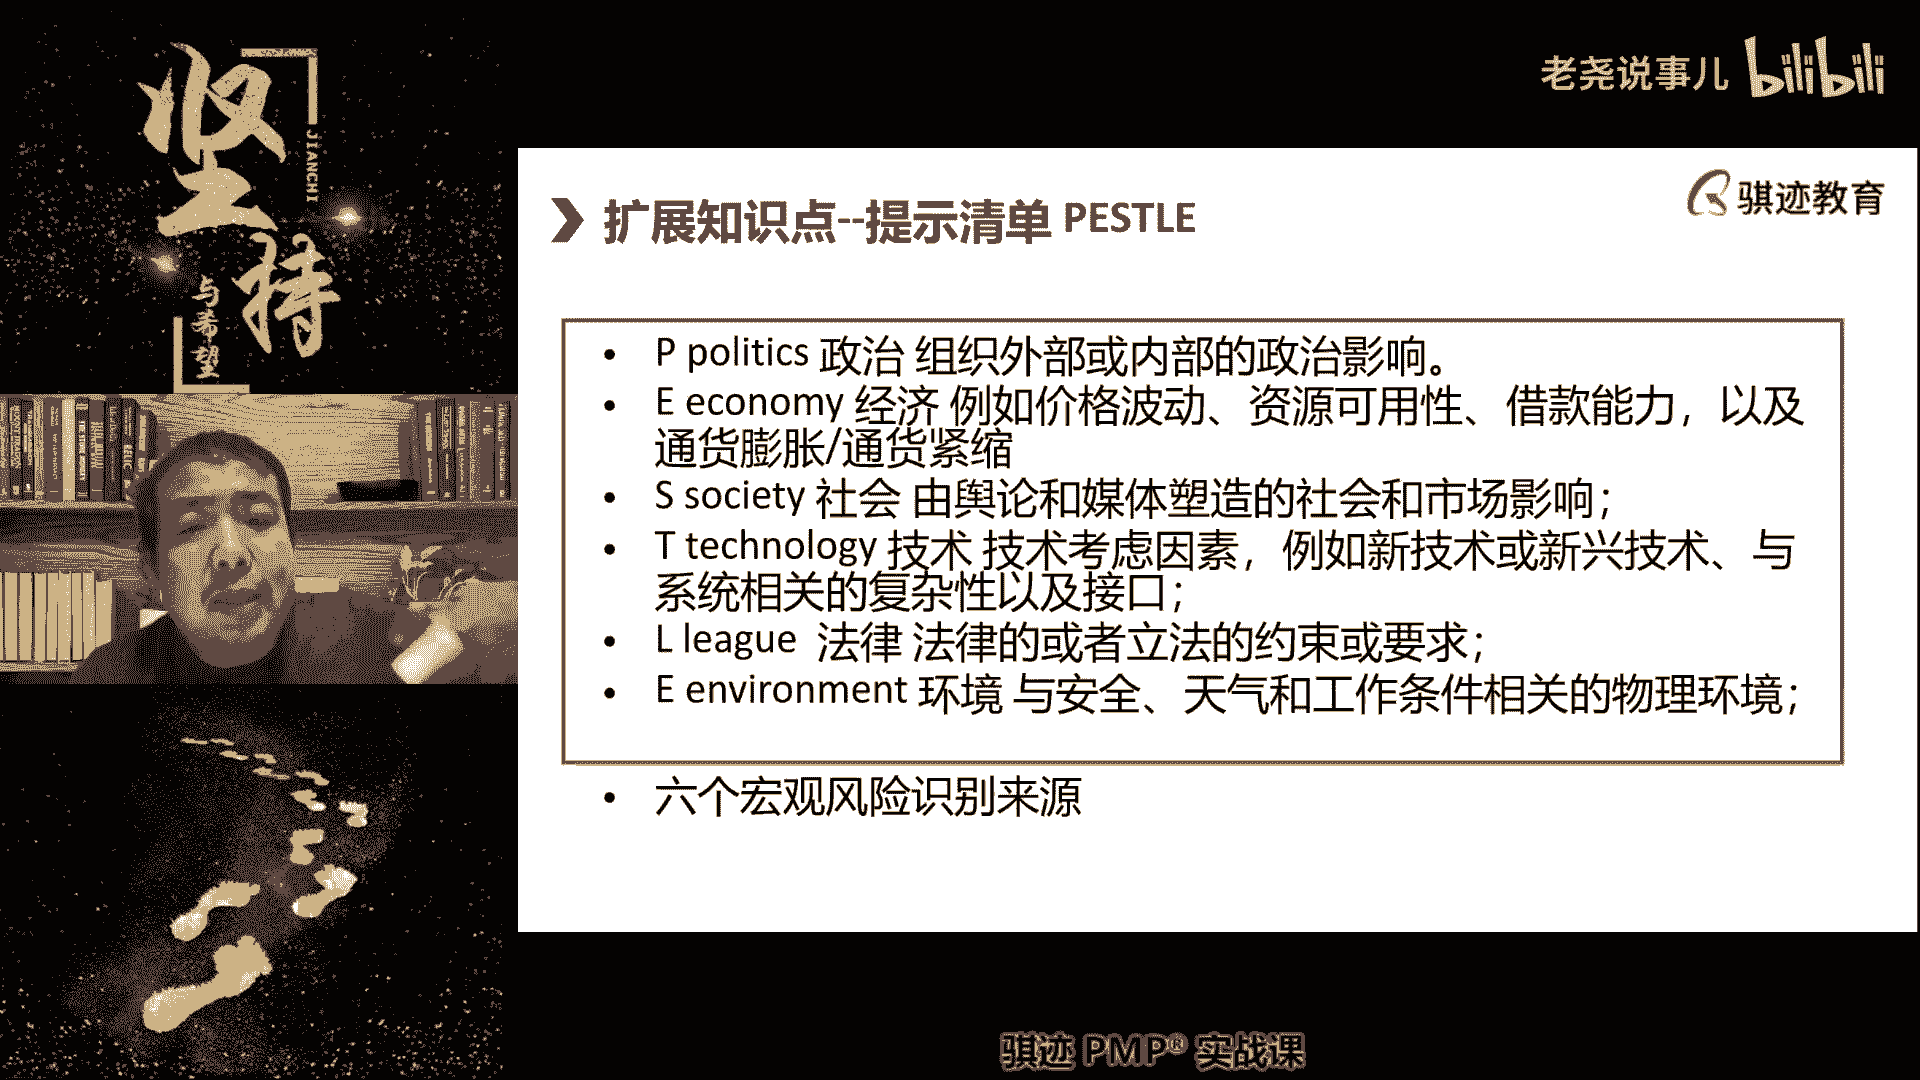 坚持
JIANCHI
与希望
老尧说事儿 bilibili
骐迹教育
扩展知识点--提示清单 PESTLE
• P politics 政治 组织外部或内部的政治影响。
• E economy 经济 例如价格波动、资源可用性、借款能力，以及
通货膨胀/通货紧缩
• S society 社会 由舆论和媒体塑造的社会和市场影响；
• T technology 技术 技术考虑因素，例如新技术或新兴技术、与
系统相关的复杂性以及接口；
• L league 法律 法律的或者立法的约束或要求；
• E environment 环境 与安全、天气和工作条件相关的物理环境；
• 六个宏观风险识别来源
骐迹 PMP® 实战课